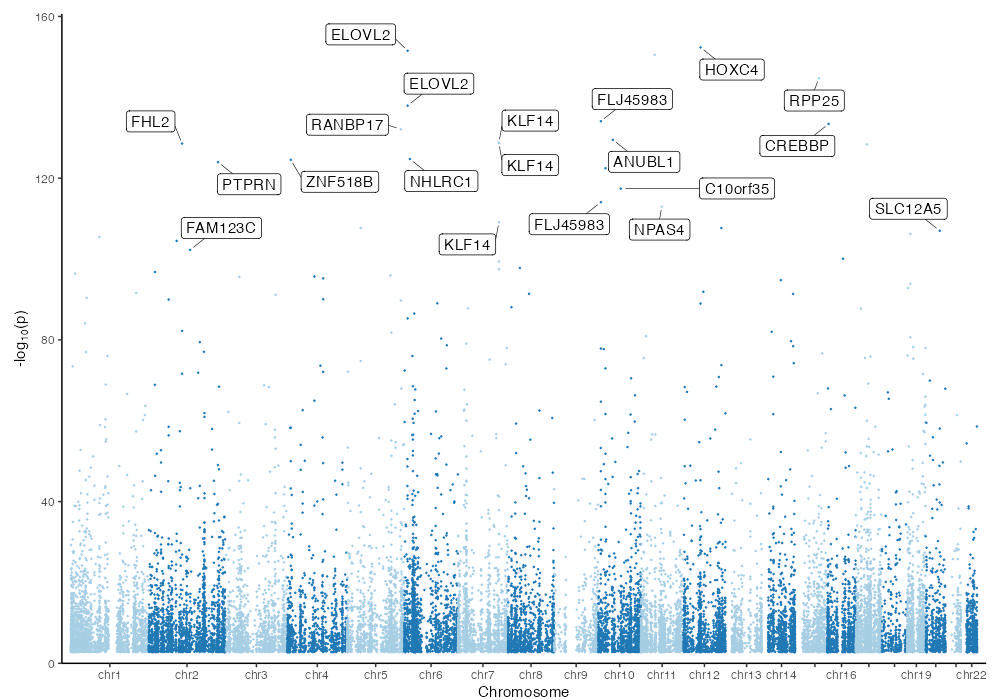 160
ELOVL2
HOXC4
ELOVL2
RPP25
FLJ45983
FHL2
RANBP17
KLF14
CREBBP
ANUBL1
KLF14
PTPRN
ZNF518B
NHLRC1
120
C10orf35
SLC12A5
FAM123C
FLJ45983
NPAS4
KLF14
80
-log10(p)
40
0
chr1 chr2 chr3 chr4 chr5 chr6 chr7 chr8 chr9 chr10 chr11 chr12 chr13 chr14 chr16 chr19 chr22
Chromosome